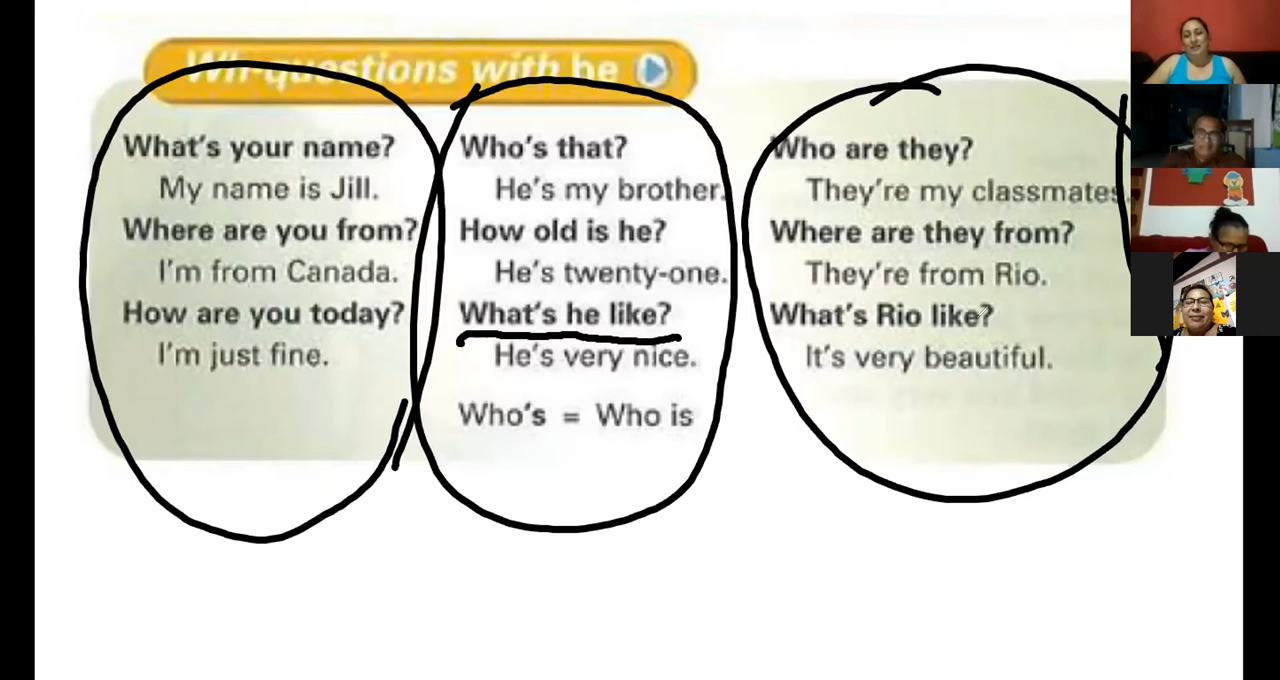 Wh-questions with be
What's your name?
My name is Jill.
Where are you from?
I'm from Canada.
How are you today?
I'm just fine.
Who's that?
He's my brother.
How old is he?
He's twenty-one.
What's he like?
He's very nice.
Who's = Who is
Who are they?
They're my classmates.
Where are they from?
They're from Rio.
What's Rio like?
It's very beautiful.